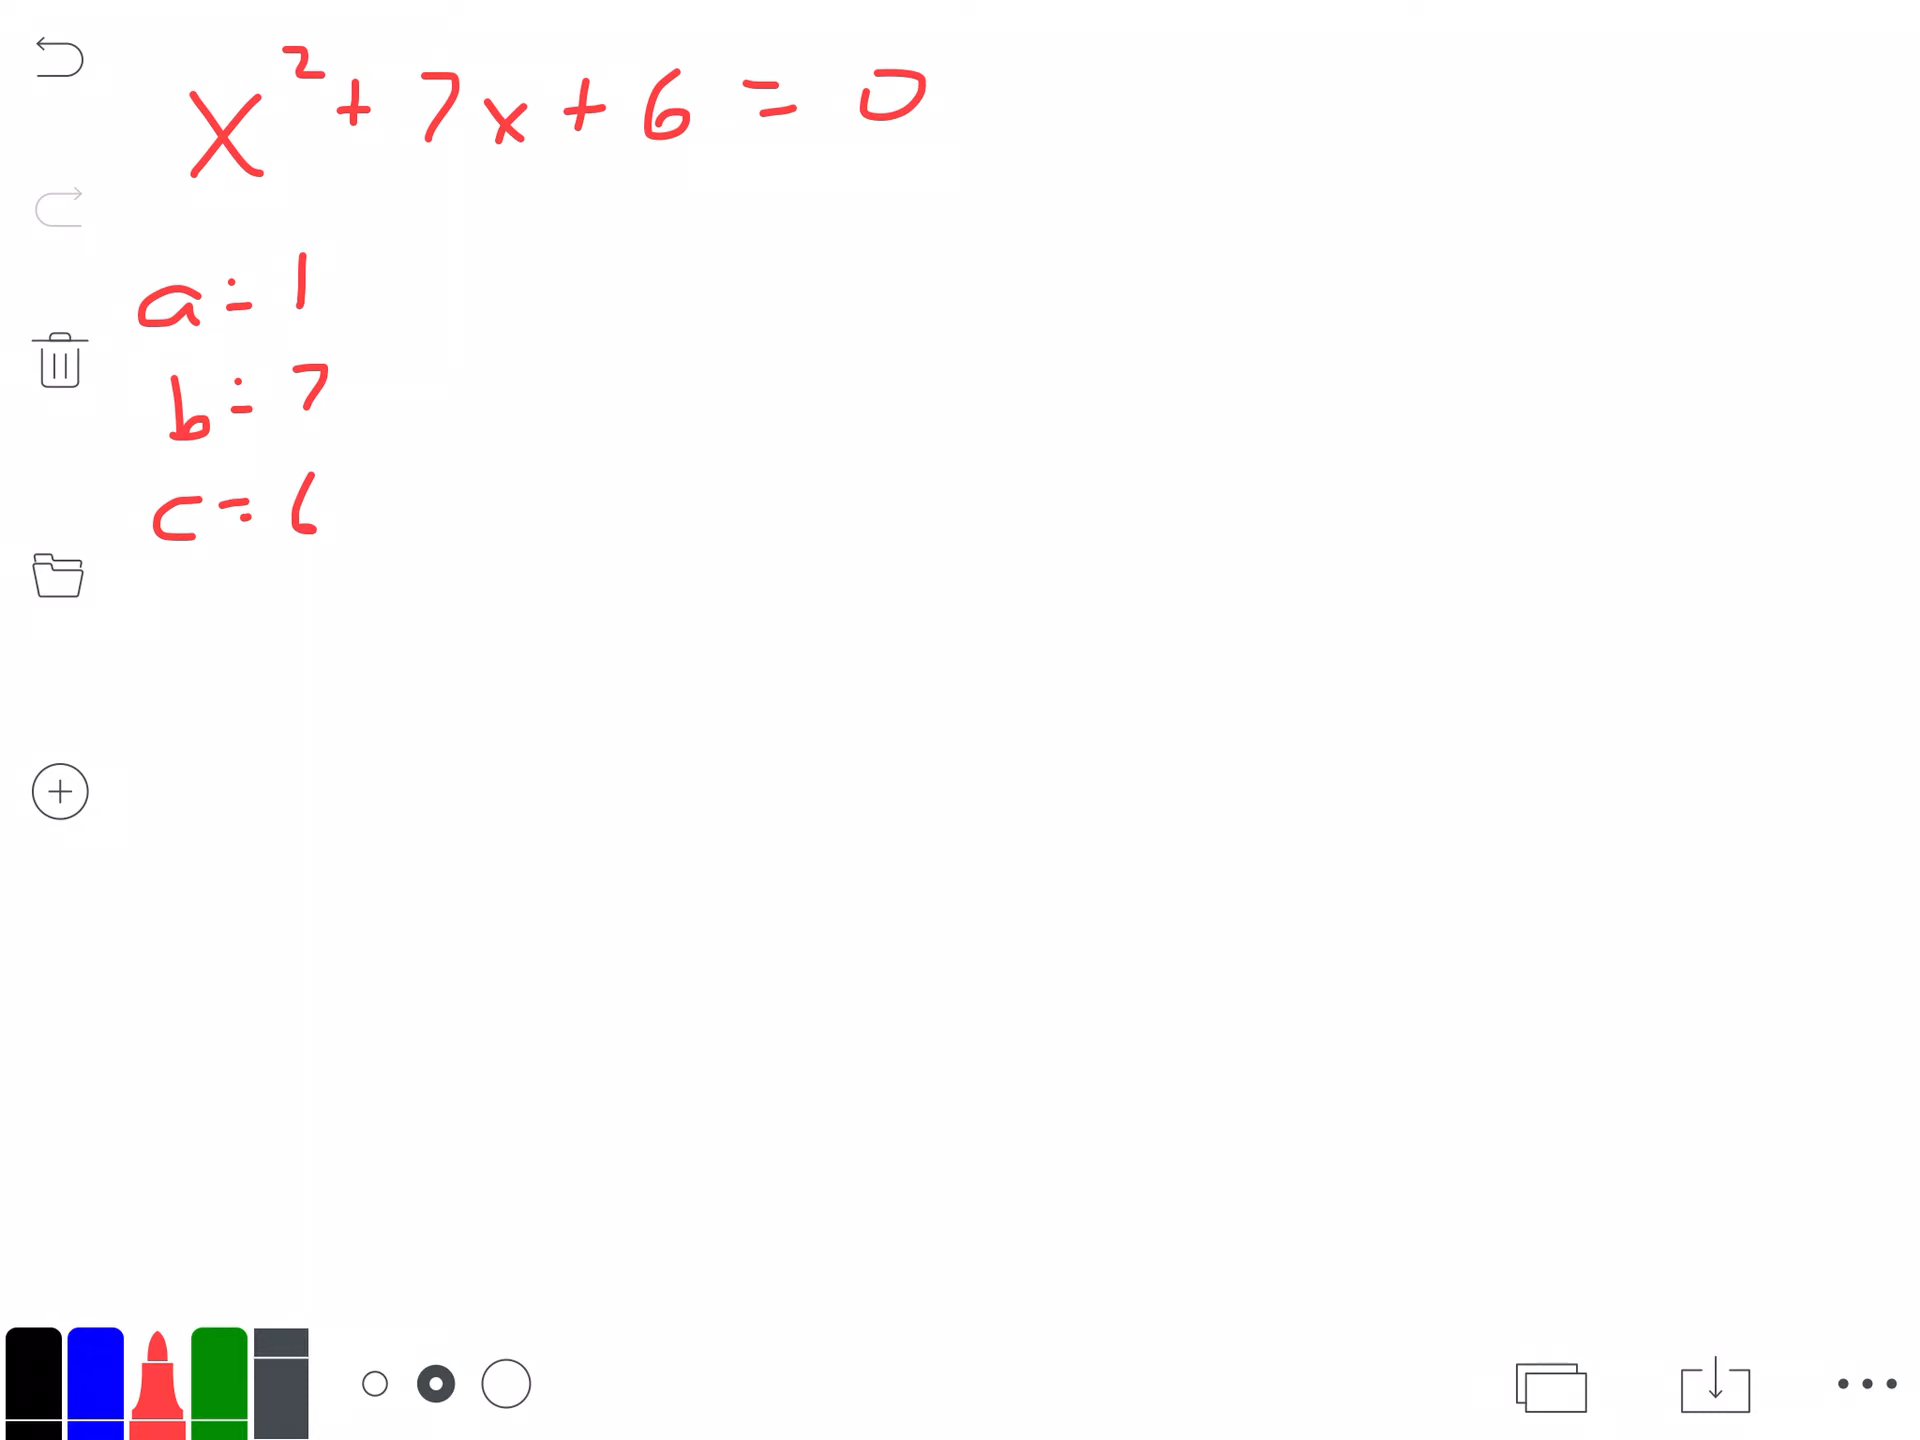 x² + 7x + 6 = 0
a = 1
b = 7
c = 6